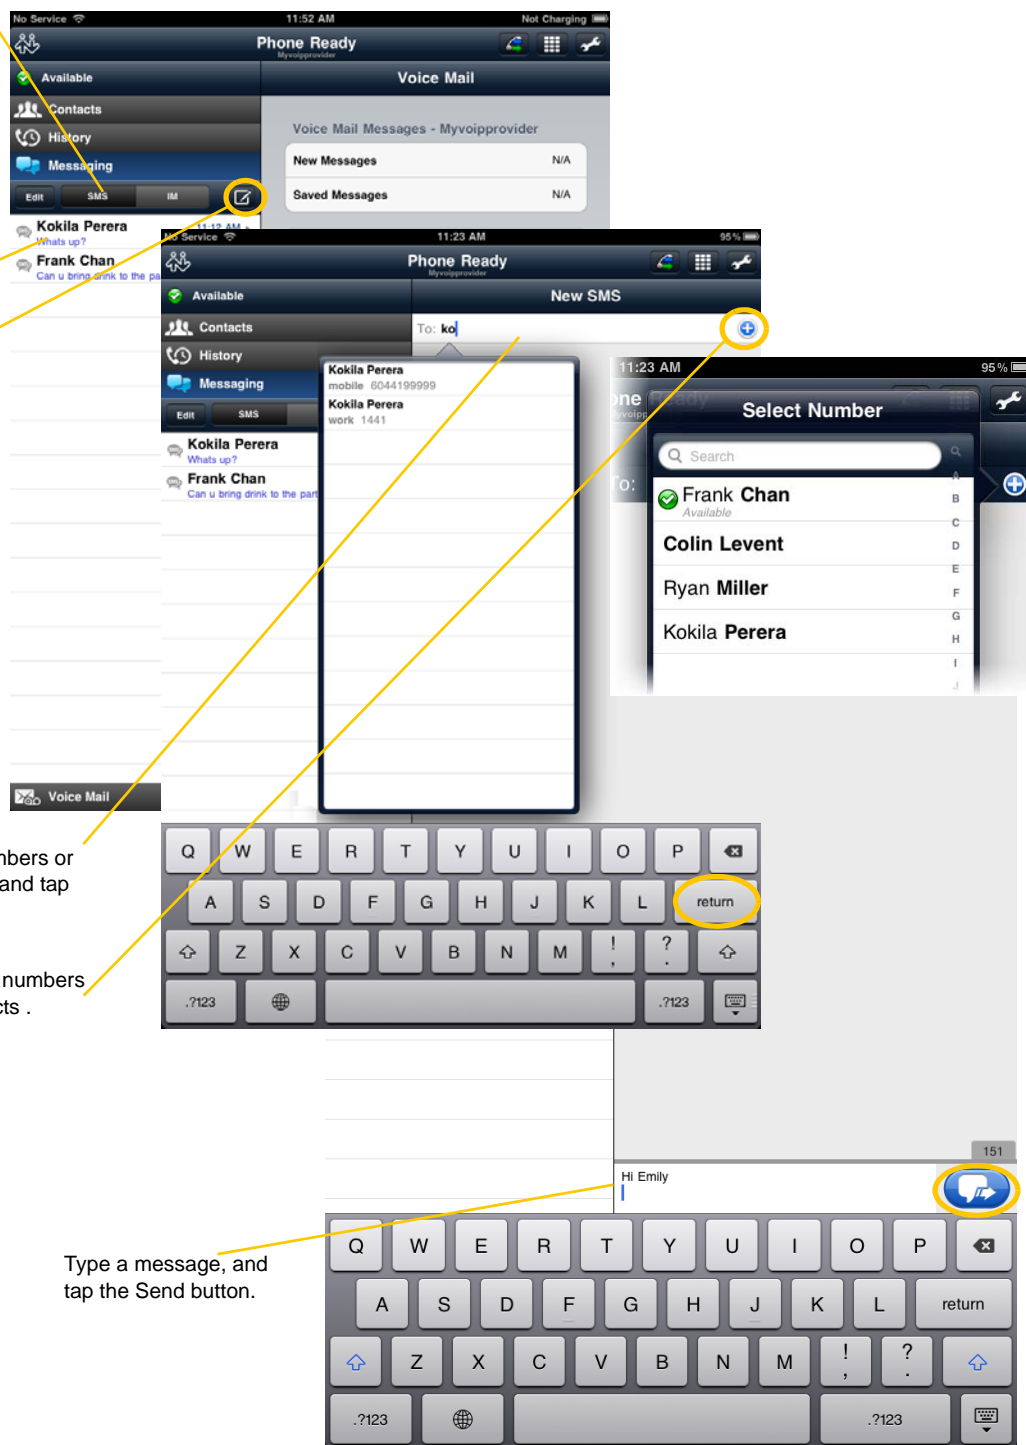 No Service 11:52 AM Not Charging
Phone Ready
Myvoipprovider
Available
Voice Mail
Contacts
History
Messaging
Edit SMS IM
Voice Mail Messages - Myvoipprovider
New Messages N/A
Saved Messages N/A
Kokila Perera 11:12 AM
Whats up?
Frank Chan
Can u bring drink to the pa
Voice Mail
No Service 11:23 AM 95%
Phone Ready
Myvoipprovider
Available
New SMS
Contacts
History
Messaging
Edit SMS
To: ko
Kokila Perera
Whats up?
Frank Chan
Can u bring drink to the part
Kokila Perera
mobile 6044199999
Kokila Perera
work 1441
11:23 AM 95%
Select Number
Search
To:
Frank Chan
Available
Colin Levent
Ryan Miller
Kokila Perera
A
B
C
D
E
F
G
H
I
J
mbers or
and tap
numbers
cts .
Q W E R T Y U I O P
A S D F G H J K L return
Z X C V B N M ! , ? .
.?123 .?123
151
Hi Emily
Type a message, and
tap the Send button.
Q W E R T Y U I O P
A S D F G H J K L return
Z X C V B N M ! , ? .
.?123 .?123